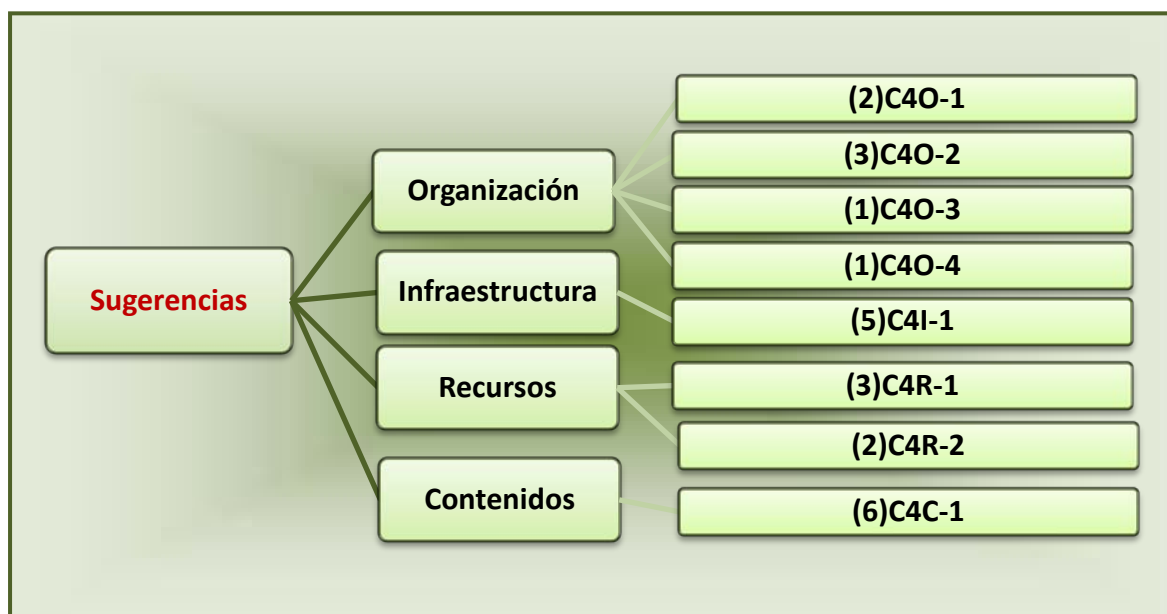 Sugerencias
Organización
(2)C4O-1
(3)C4O-2
(1)C4O-3
(1)C4O-4
Infraestructura
(5)C4I-1
Recursos
(3)C4R-1
(2)C4R-2
Contenidos
(6)C4C-1